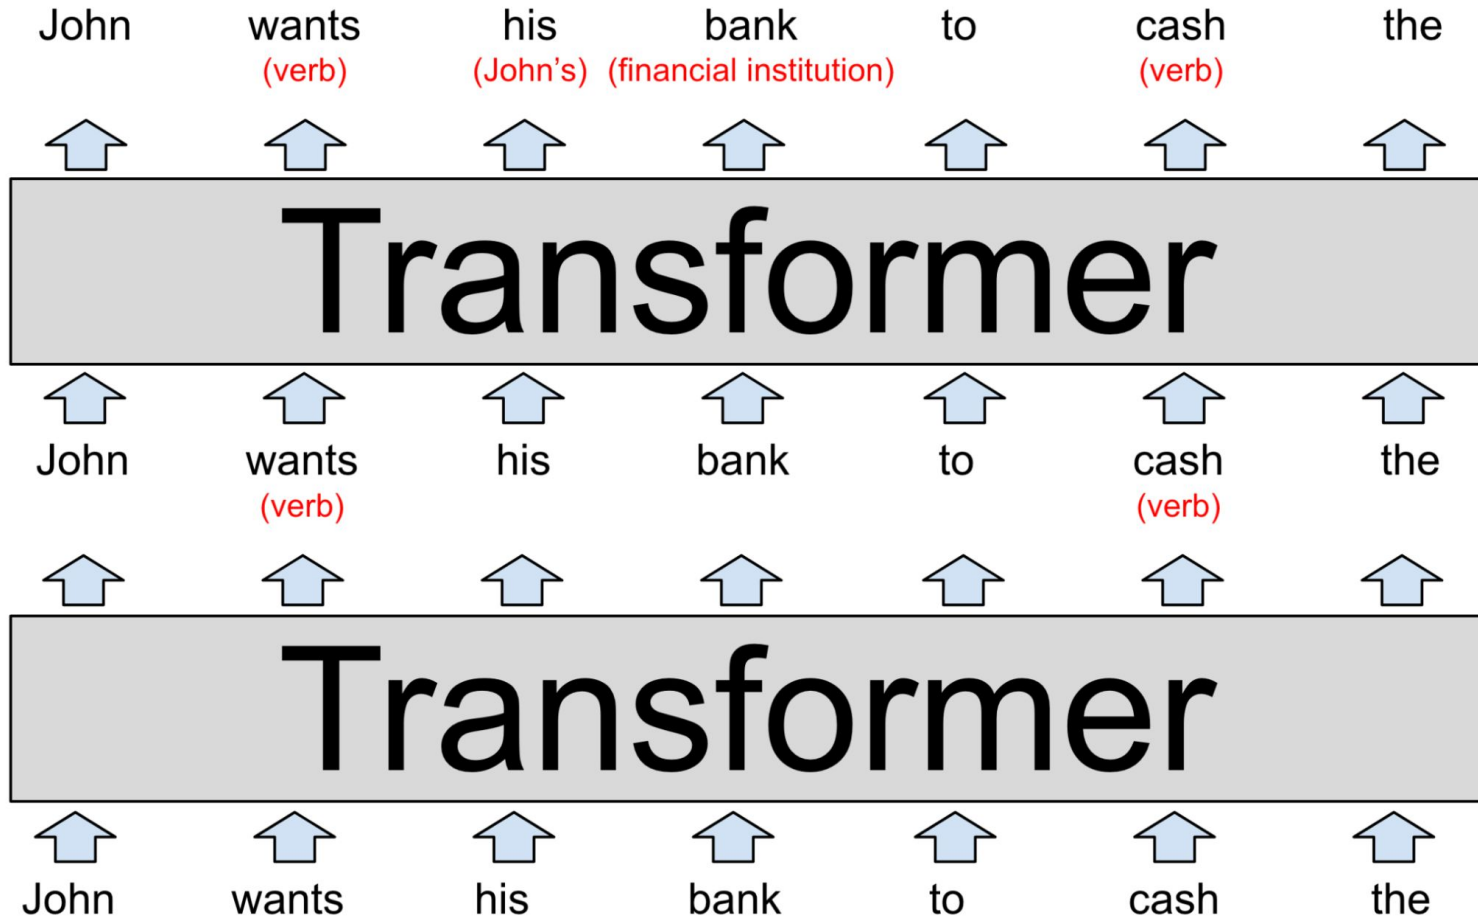 John wants his bank to cash the
(verb) (John's) (financial institution) (verb)
Transformer
John wants his bank to cash the
(verb) (verb)
Transformer
John wants his bank to cash the